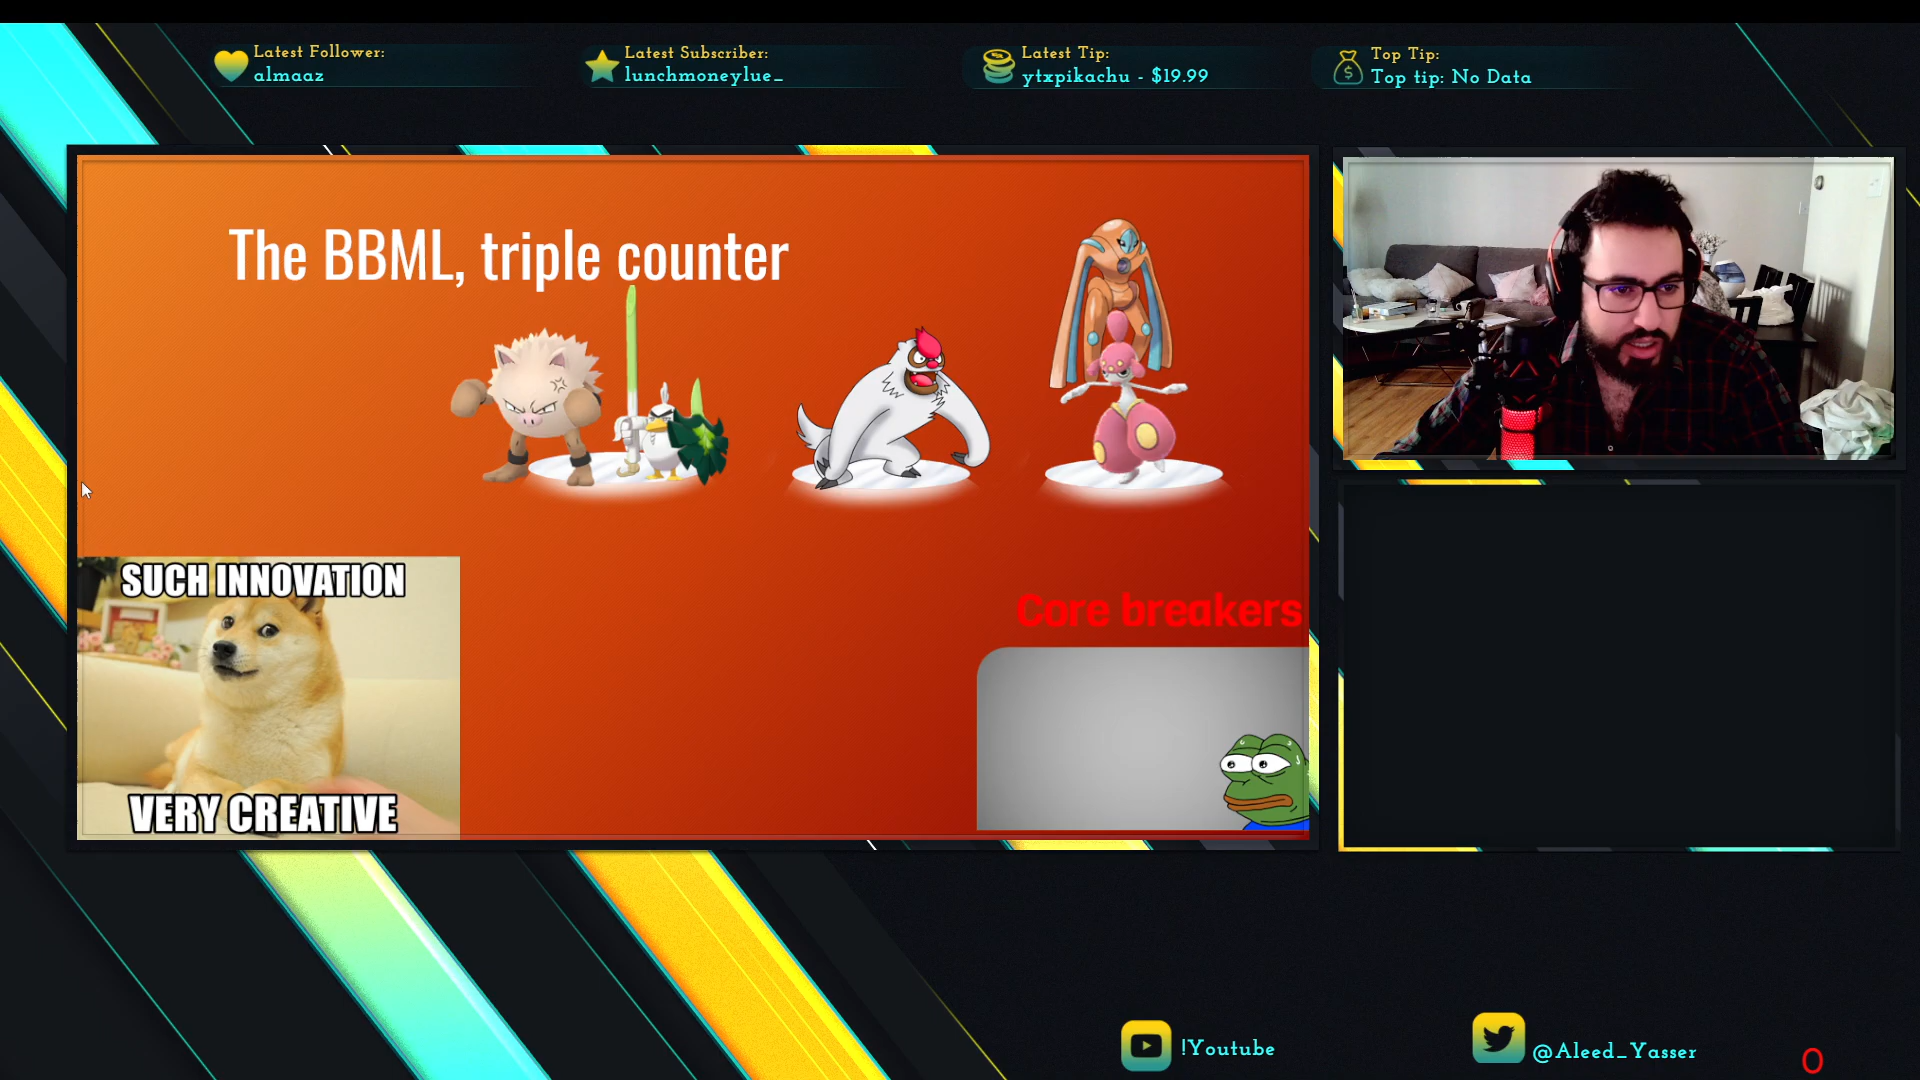 Latest Follower:
almaaz
Latest Subscriber:
lunchmoneylue_
Latest Tip:
ytxpikachu - $19.99
Top Tip:
Top tip: No Data
The BBML, triple counter
SUCH INNOVATION
VERY CREATIVE
Core breakers
!Youtube
@Aleed_Yasser
0